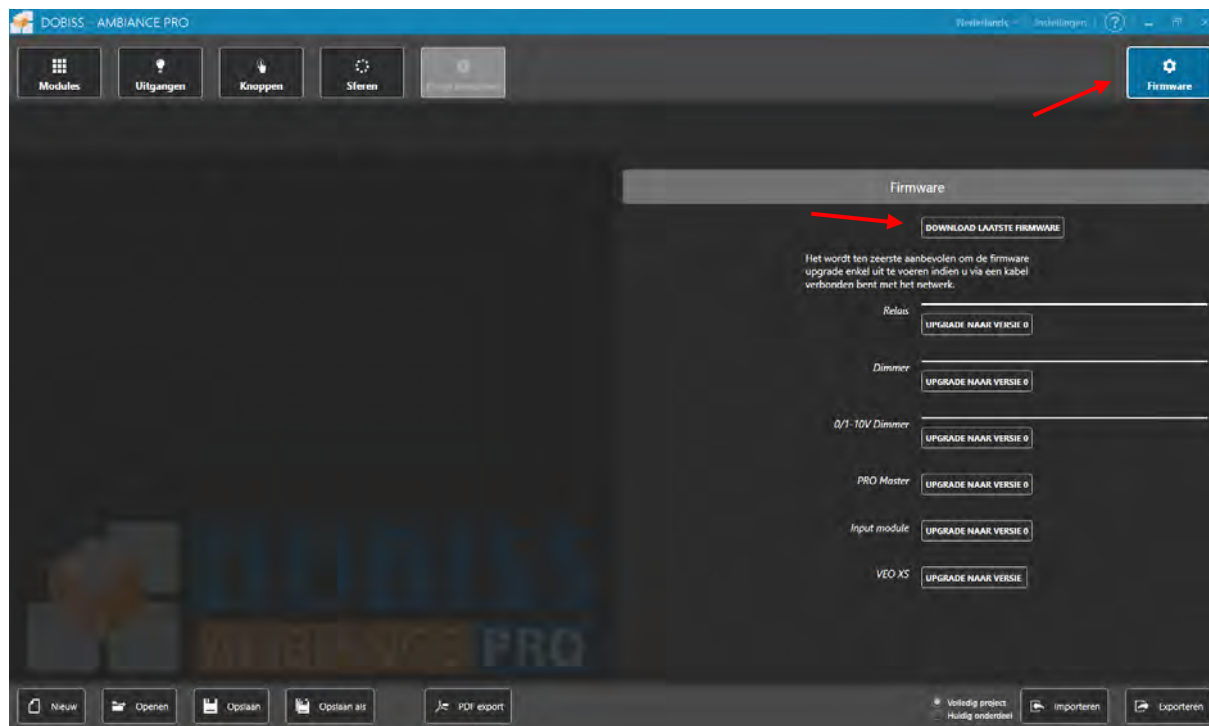 DOBISS - AMBIANCE PRO
Nederlands
Instellingen
?
Modules
Uitgangen
Knoppen
Sferen
Firmware
Firmware
DOWNLOAD LAATSTE FIRMWARE
Het wordt ten zeerste aanbevolen om de firmware
upgrade enkel uit te voeren indien u via een kabel
verbonden bent met het netwerk.
Relais
UPGRADE NAAR VERSIE 0
Dimmer
UPGRADE NAAR VERSIE 0
0/1-10V Dimmer
UPGRADE NAAR VERSIE 0
PRO Master
UPGRADE NAAR VERSIE 0
Input module
UPGRADE NAAR VERSIE 0
VEO XS
UPGRADE NAAR VERSIE
DOBISS
AMBIANCE PRO
Nieuw
Openen
Opslaan
Opslaan als
PDF export
Volledig project
Huidig onderdeel
Importeren
Exporteren